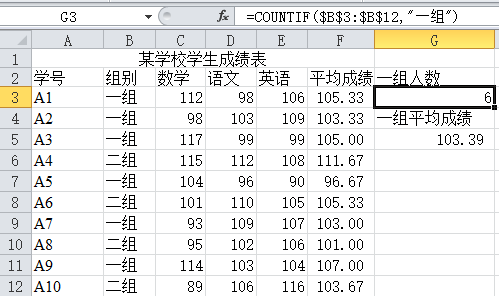 G3 fx =COUNTIF($B$3:$B$12,"一组")
A B C D E F G
1 某学校学生成绩表
2 学号 组别 数学 语文 英语 平均成绩 一组人数
3 A1 一组 112 98 106 105.33 6
4 A2 一组 98 103 109 103.33 一组平均成绩
5 A3 一组 117 99 99 105.00 103.39
6 A4 二组 115 112 108 111.67
7 A5 一组 104 96 90 96.67
8 A6 二组 101 110 105 105.33
9 A7 一组 93 109 107 103.00
10 A8 二组 95 102 106 101.00
11 A9 一组 114 103 104 107.00
12 A10 二组 89 106 116 103.67